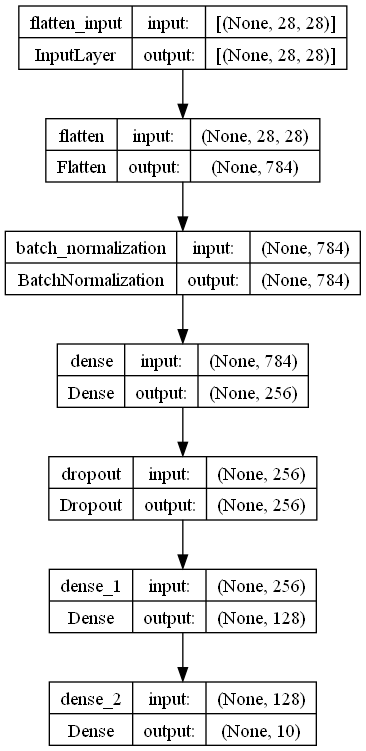 flatten_input input: [(None, 28, 28)]
InputLayer output: [(None, 28, 28)]
flatten input: (None, 28, 28)
Flatten output: (None, 784)
batch_normalization input: (None, 784)
BatchNormalization output: (None, 784)
dense input: (None, 784)
Dense output: (None, 256)
dropout input: (None, 256)
Dropout output: (None, 256)
dense_1 input: (None, 256)
Dense output: (None, 128)
dense_2 input: (None, 128)
Dense output: (None, 10)